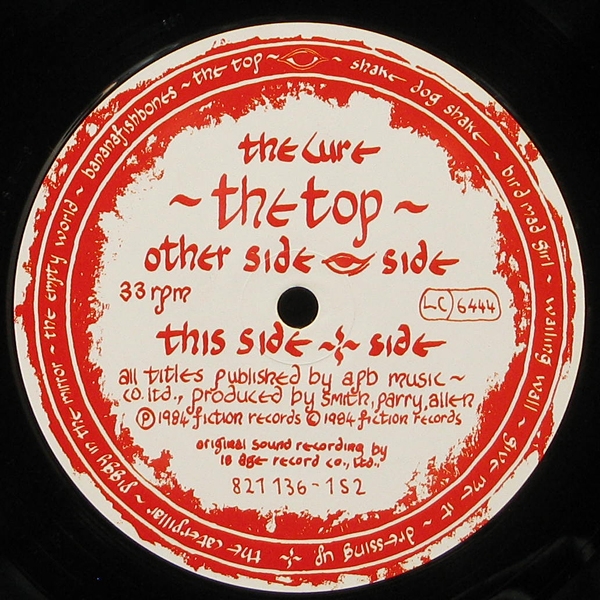 the cure
~ the top ~
other side side
33 rpm
LC 6444
this side ~ side
all titles published by apb music ~
co. ltd., produced by smith, parry, allen
℗ 1984 fiction records © 1984 fiction records
original sound recording by
18 age record co., ltd.,
821 136-1S2
shake dog shake ~ bird mad girl ~ wailing wall ~ give me it ~ dressing up
the caterpillar ~ piggy in the mirror ~ the empty world ~ bananafishbones ~ the top ~